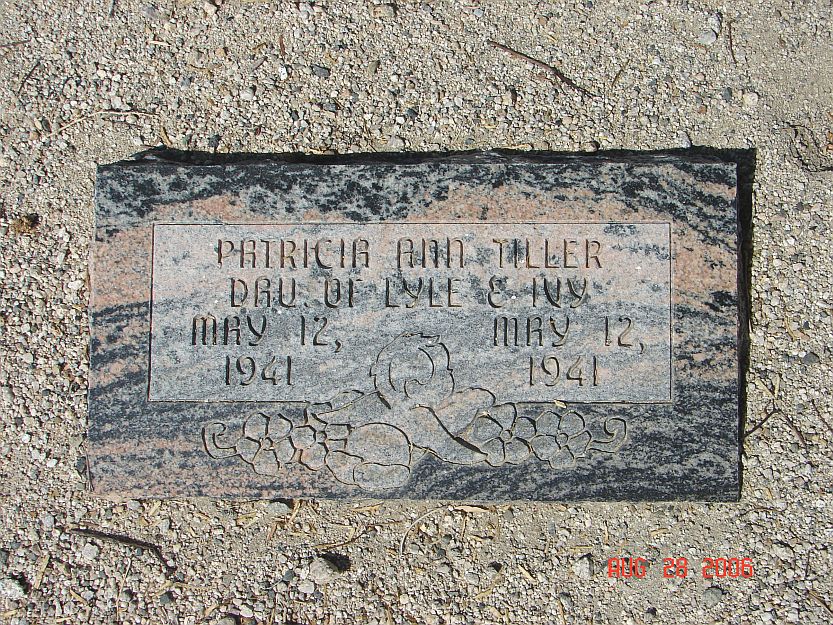 PATRICIA ANN TILLER
DAU. OF LYLE & IVY
MAY 12, MAY 12,
1941 1941
AUG 28 2006